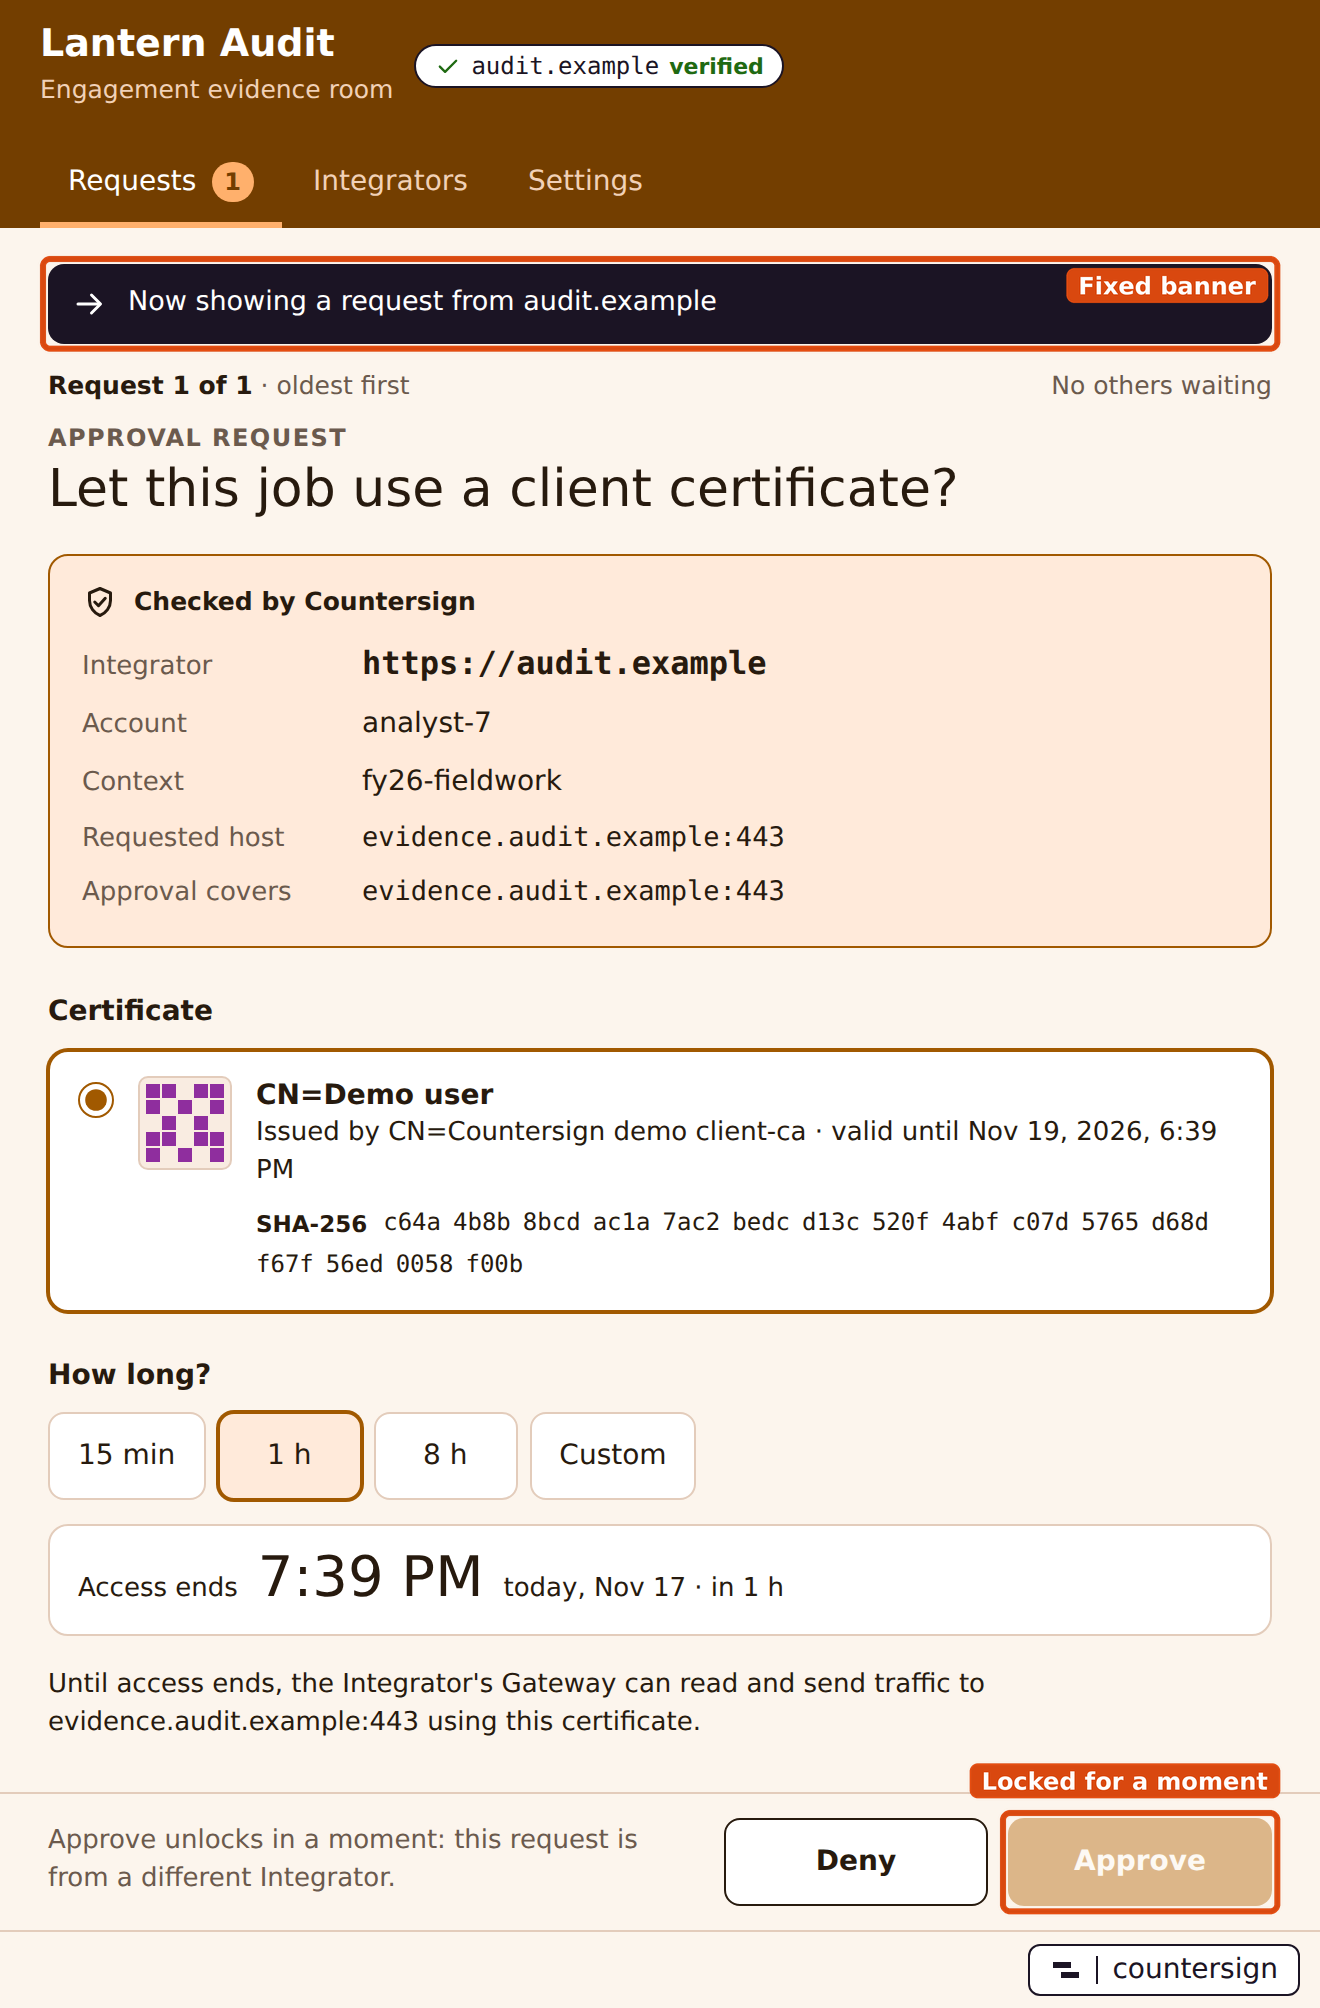 Lantern Audit
Engagement evidence room
audit.example verified
Requests 1
Integrators
Settings
Now showing a request from audit.example
Fixed banner
Request 1 of 1 · oldest first
No others waiting
APPROVAL REQUEST
Let this job use a client certificate?
Checked by Countersign
Integrator https://audit.example
Account analyst-7
Context fy26-fieldwork
Requested host evidence.audit.example:443
Approval covers evidence.audit.example:443
Certificate
CN=Demo user
Issued by CN=Countersign demo client-ca · valid until Nov 19, 2026, 6:39
PM
SHA-256 c64a 4b8b 8bcd ac1a 7ac2 bedc d13c 520f 4abf c07d 5765 d68d
f67f 56ed 0058 f00b
How long?
15 min
1 h
8 h
Custom
Access ends 7:39 PM today, Nov 17 · in 1 h
Until access ends, the Integrator's Gateway can read and send traffic to
evidence.audit.example:443 using this certificate.
Locked for a moment
Approve unlocks in a moment: this request is
from a different Integrator.
Deny
Approve
countersign